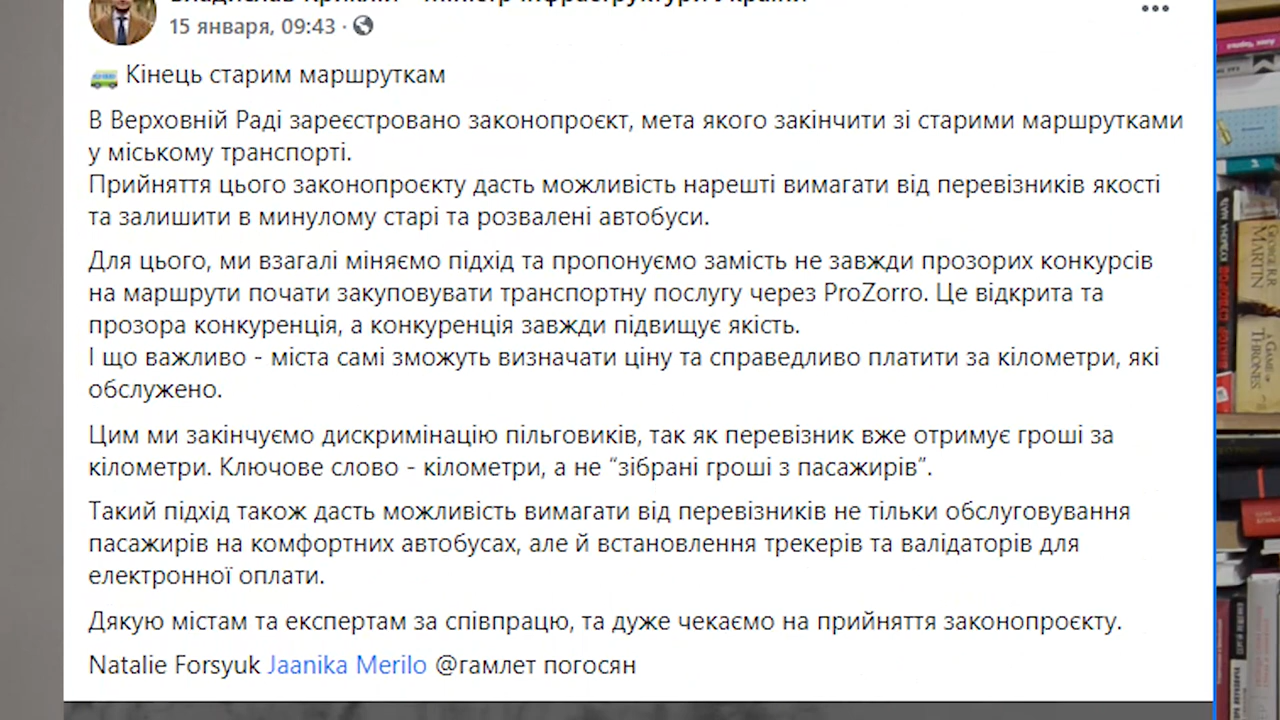 15 января, 09:43 ·
Кінець старим маршруткам
В Верховній Раді зареєстровано законопроєкт, мета якого закінчити зі старими маршрутками
у міському транспорті.
Прийняття цього законопроєкту дасть можливість нарешті вимагати від перевізників якості
та залишити в минулому старі та розвалені автобуси.
Для цього, ми взагалі міняємо підхід та пропонуємо замість не завжди прозорих конкурсів
на маршрути почати закуповувати транспортну послугу через ProZorro. Це відкрита та
прозора конкуренція, а конкуренція завжди підвищує якість.
І що важливо - міста самі зможуть визначати ціну та справедливо платити за кілометри, які
обслужено.
Цим ми закінчуємо дискримінацію пільговиків, так як перевізник вже отримує гроші за
кілометри. Ключове слово - кілометри, а не “зібрані гроші з пасажирів”.
Такий підхід також дасть можливість вимагати від перевізників не тільки обслуговування
пасажирів на комфортних автобусах, але й встановлення трекерів та валідаторів для
електронної оплати.
Дякую містам та експертам за співпрацю, та дуже чекаємо на прийняття законопроєкту.
Natalie Forsyuk Jaanika Merilo @гамлет погосян
GEORGE R.R.
MARTIN
A GAME OF
THRONES
ВИКТОР СУВОРОВ